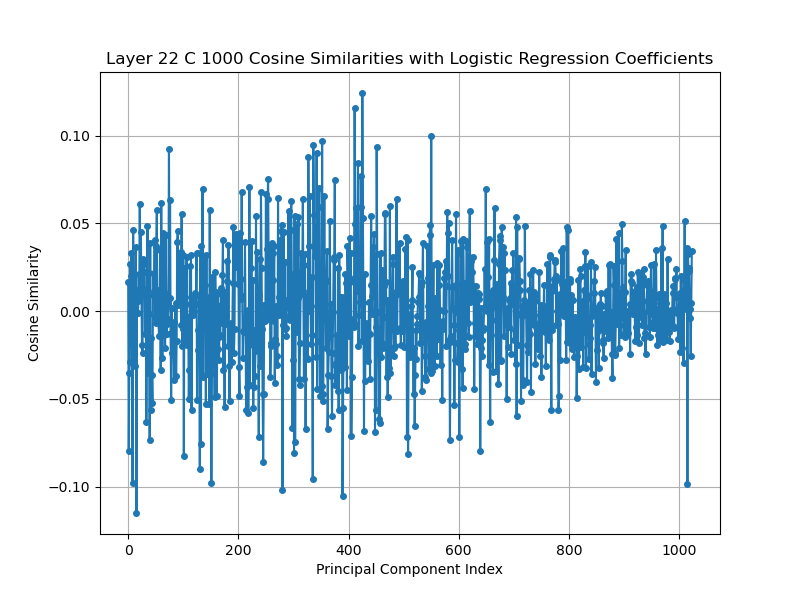 Layer 22 C 1000 Cosine Similarities with Logistic Regression Coefficients
0.10
0.05
0.00
−0.05
−0.10
Cosine Similarity
0 200 400 600 800 1000
Principal Component Index